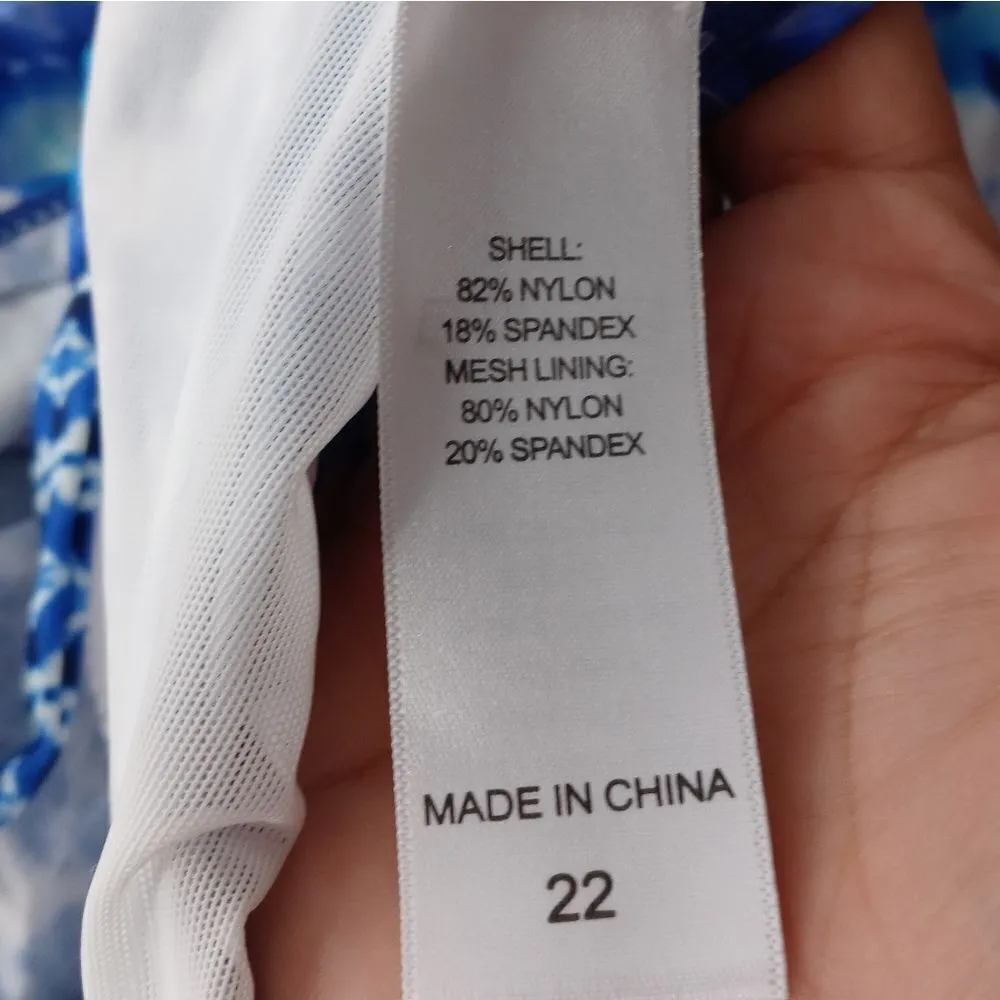 SHELL:
82% NYLON
18% SPANDEX
MESH LINING:
80% NYLON
20% SPANDEX
MADE IN CHINA
22